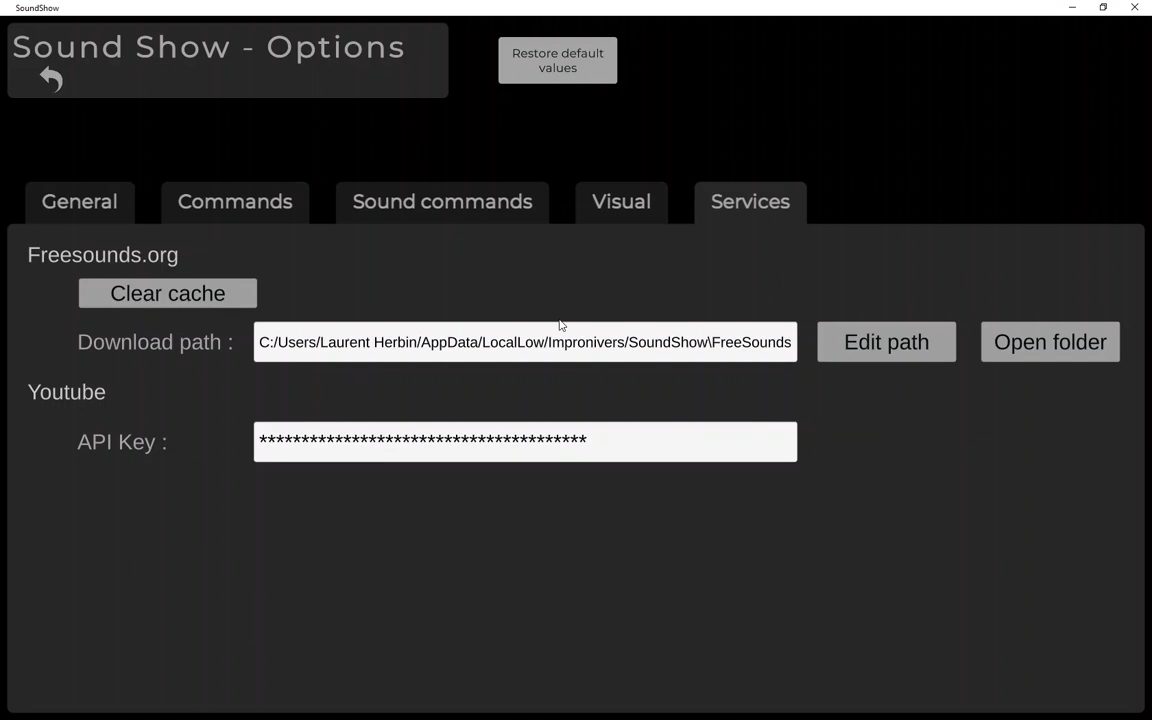 SoundShow
Sound Show - Options
Restore default
values
General
Commands
Sound commands
Visual
Services
Freesounds.org
Clear cache
Download path :
C:/Users/Laurent Herbin/AppData/LocalLow/Impronivers/SoundShow\FreeSounds
Edit path
Open folder
Youtube
API Key :
***************************************